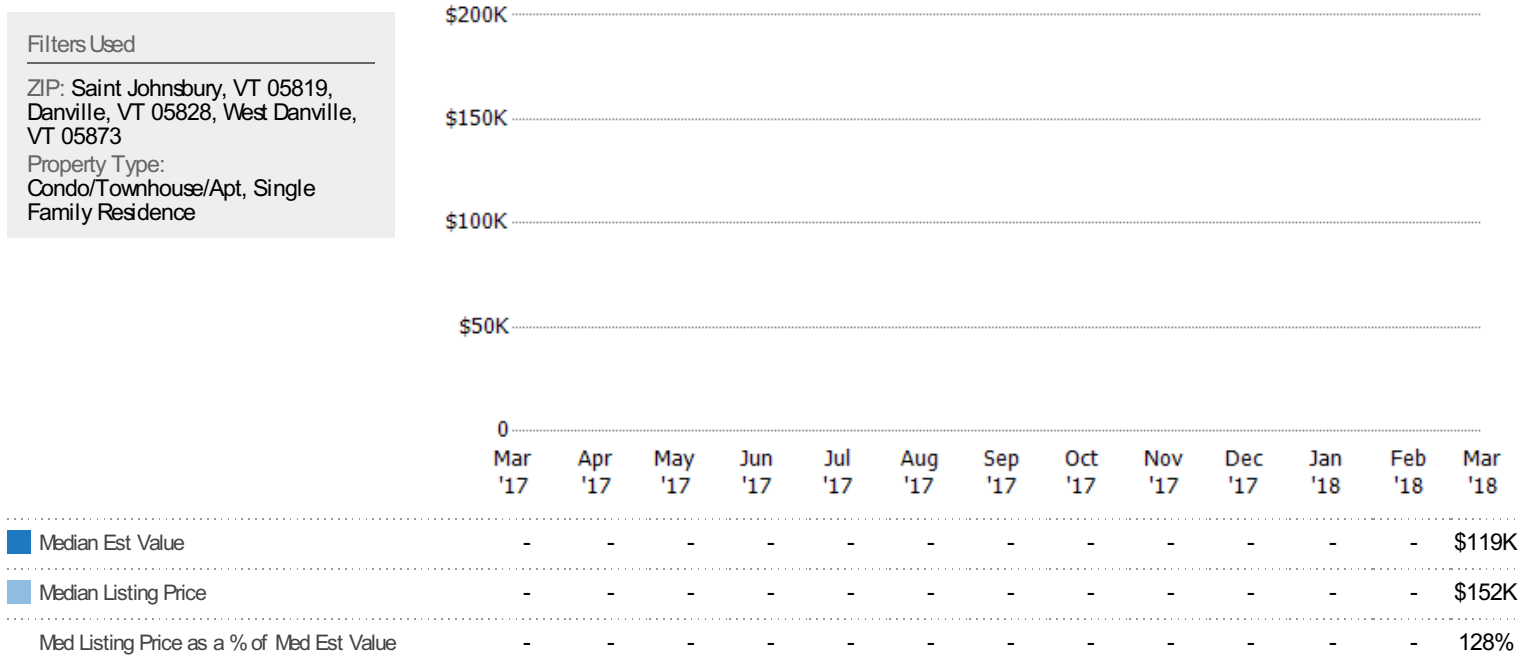 Filters Used
ZIP: Saint Johnsbury, VT 05819,
Danville, VT 05828, West Danville,
VT 05873
Property Type:
Condo/Townhouse/Apt, Single
Family Residence
$200K
$150K
$100K
$50K
0
Mar Apr May Jun Jul Aug Sep Oct Nov Dec Jan Feb Mar
'17 '17 '17 '17 '17 '17 '17 '17 '17 '17 '18 '18 '18
Median Est Value - - - - - - - - - - - - $119K
Median Listing Price - - - - - - - - - - - - $152K
Med Listing Price as a % of Med Est Value - - - - - - - - - - - - 128%